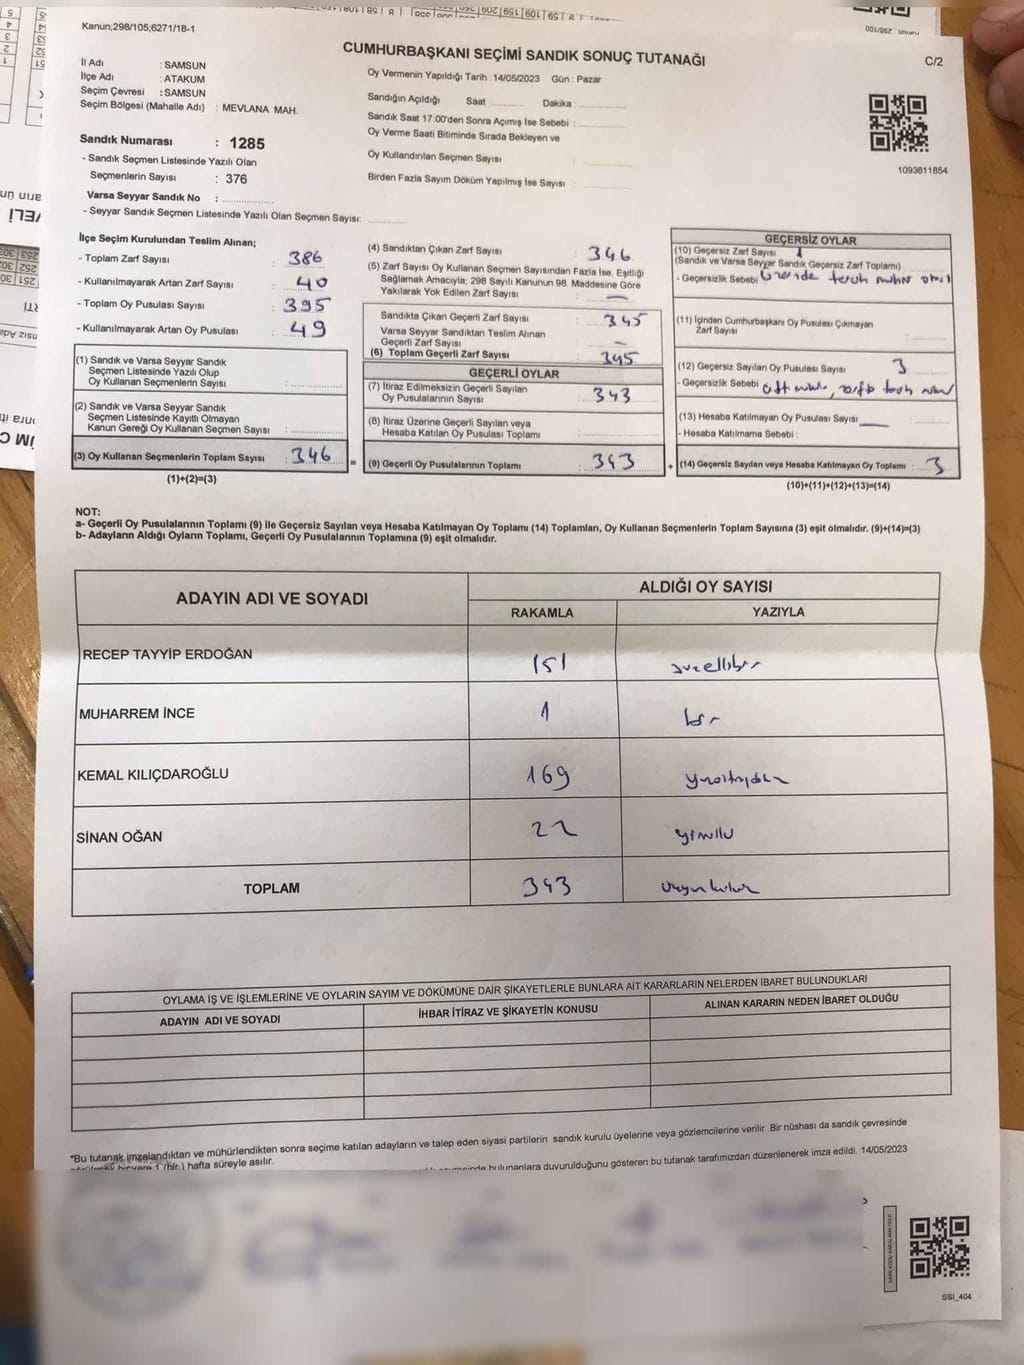 Kanun;298/105;6271/18-1
CUMHURBAŞKANI SEÇİMİ SANDIK SONUÇ TUTANAĞI
C/2
İl Adı : SAMSUN
İlçe Adı : ATAKUM
Seçim Çevresi : SAMSUN
Seçim Bölgesi (Mahalle Adı) : MEVLANA MAH.
Sandık Numarası : 1285
- Sandık Seçmen Listesinde Yazılı Olan
Seçmenlerin Sayısı : 376
Varsa Seyyar Sandık No :
- Seyyar Sandık Seçmen Listesinde Yazılı Olan Seçmen Sayısı:
Oy Vermenin Yapıldığı Tarih :14/05/2023 Gün : Pazar
Sandığın Açıldığı Saat : Dakika :
Sandık Saat 17:00'den Sonra Açımış İse Sebebi :
Oy Verme Saati Bitiminde Sırada Bekleyen ve
Oy Kullandırılan Seçmen Sayısı :
Birden Fazla Sayım Döküm Yapılmış İse Sayısı :
1093611854
İlçe Seçim Kurulundan Teslim Alınan;
- Toplam Zarf Sayısı : 386
- Kullanılmayarak Artan Zarf Sayısı : 40
- Toplam Oy Pusulası Sayısı : 395
- Kullanılmayarak Artan Oy Pusulası : 49
(1) Sandık ve Varsa Seyyar Sandık
Seçmen Listesinde Yazılı Olup
Oy Kullanan Seçmenlerin Sayısı :
(2) Sandık ve Varsa Seyyar Sandık
Seçmen Listesinde Kayıtlı Olmayan
Kanun Gereği Oy Kullanan Seçmen Sayısı :
(3) Oy Kullanan Seçmenlerin Toplam Sayısı : 346 =
(1)+(2)=(3)
(4) Sandıktan Çıkan Zarf Sayısı : 346
(5) Zarf Sayısı Oy Kullanan Seçmen Sayısından Fazla İse, Eşitliği
Sağlamak Amacıyla; 298 Sayılı Kanunun 98. Maddesine Göre
Yakılarak Yok Edilen Zarf Sayısı : —
Sandıkta Çıkan Geçerli Zarf Sayısı : 345
Varsa Seyyar Sandıktan Teslim Alınan
Geçerli Zarf Sayısı : —
(6) Toplam Geçerli Zarf Sayısı : 345
GEÇERLİ OYLAR
(7) İtiraz Edilmeksizin Geçerli Sayılan
Oy Pusulalarının Sayısı : 343
(8) İtiraz Üzerine Geçerli Sayılan veya
Hesaba Katılan Oy Pusulası Toplamı :
(9) Geçerli Oy Pusulalarının Toplamı : 343 +
GEÇERSİZ OYLAR
(10) Geçersiz Zarf Sayısı : 1
(Sandık ve Varsa Seyyar Sandık Geçersiz Zarf Toplamı)
- Geçersizlik Sebebi : üzerinde
(11) İçinden Cumhurbaşkanı Oy Pusulası Çıkmayan
Zarf Sayısı :
(12) Geçersiz Sayılan Oy Pusulası Sayısı : 3
- Geçersizlik Sebebi
(13) Hesaba Katılmayan Oy Pusulası Sayısı : —
- Hesaba Katılmama Sebebi :
(14) Geçersiz Sayılan veya Hesaba Katılmayan Oy Toplamı : 3
(10)+(11)+(12)+(13)=(14)
NOT:
a- Geçerli Oy Pusulalarının Toplamı (9) ile Geçersiz Sayılan veya Hesaba Katılmayan Oy Toplamı (14) Toplamları, Oy Kullanan Seçmenlerin Toplam Sayısına (3) eşit olmalıdır. (9)+(14)=(3)
b- Adayların Aldığı Oyların Toplamı, Geçerli Oy Pusulalarının Toplamına (9) eşit olmalıdır.
ADAYIN ADI VE SOYADI ALDIĞI OY SAYISI
RAKAMLA YAZIYLA
RECEP TAYYİP ERDOĞAN 151 yüzellibir
MUHARREM İNCE 1 bir
KEMAL KILIÇDAROĞLU 169
SİNAN OĞAN 22
TOPLAM 343
OYLAMA İŞ VE İŞLEMLERİNE VE OYLARIN SAYIM VE DÖKÜMÜNE DAİR ŞİKAYETLERLE BUNLARA AİT KARARLARIN NELERDEN İBARET BULUNDUKLARI
ADAYIN ADI VE SOYADI İHBAR İTİRAZ VE ŞİKAYETİN KONUSU ALINAN KARARIN NEDEN İBARET OLDUĞU
*Bu tutanak imzalandıktan ve mühürlendikten sonra seçime katılan adayların ve talep eden siyasi partilerin sandık kurulu üyelerine veya gözlemcilerine verilir .Bir nüshası da sandık çevresinde
hafta süreyle asılır.
bulunanlara duyurulduğunu gösteren bu tutanak tarafımızdan düzenlenerek imza edildi. 14/05/2023
SSI_404